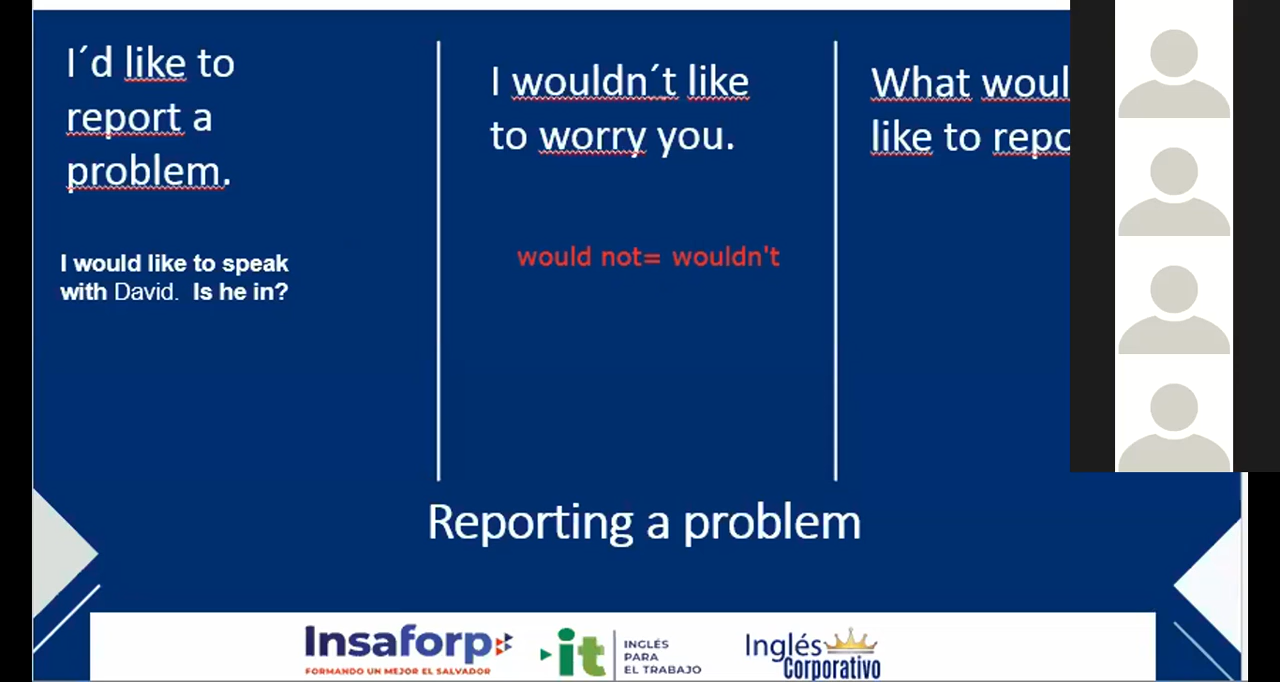 I´d like to
report a
problem.
I would like to speak
with David. Is he in?
I wouldn´t like
to worry you.
would not= wouldn't
What
like to
Reporting a problem
Insaforp
FORMANDO UN MEJOR EL SALVADOR
it
INGLÉS
PARA
EL TRABAJO
Inglés
Corporativo